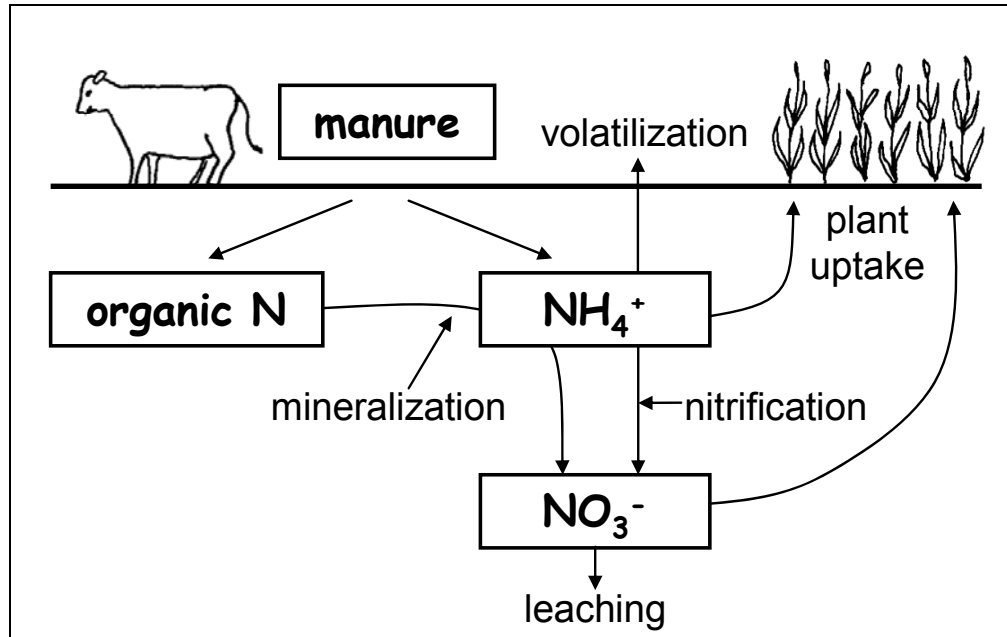 manure
volatilization
plant
uptake
organic N
NH₄⁺
mineralization
nitrification
NO₃⁻
leaching